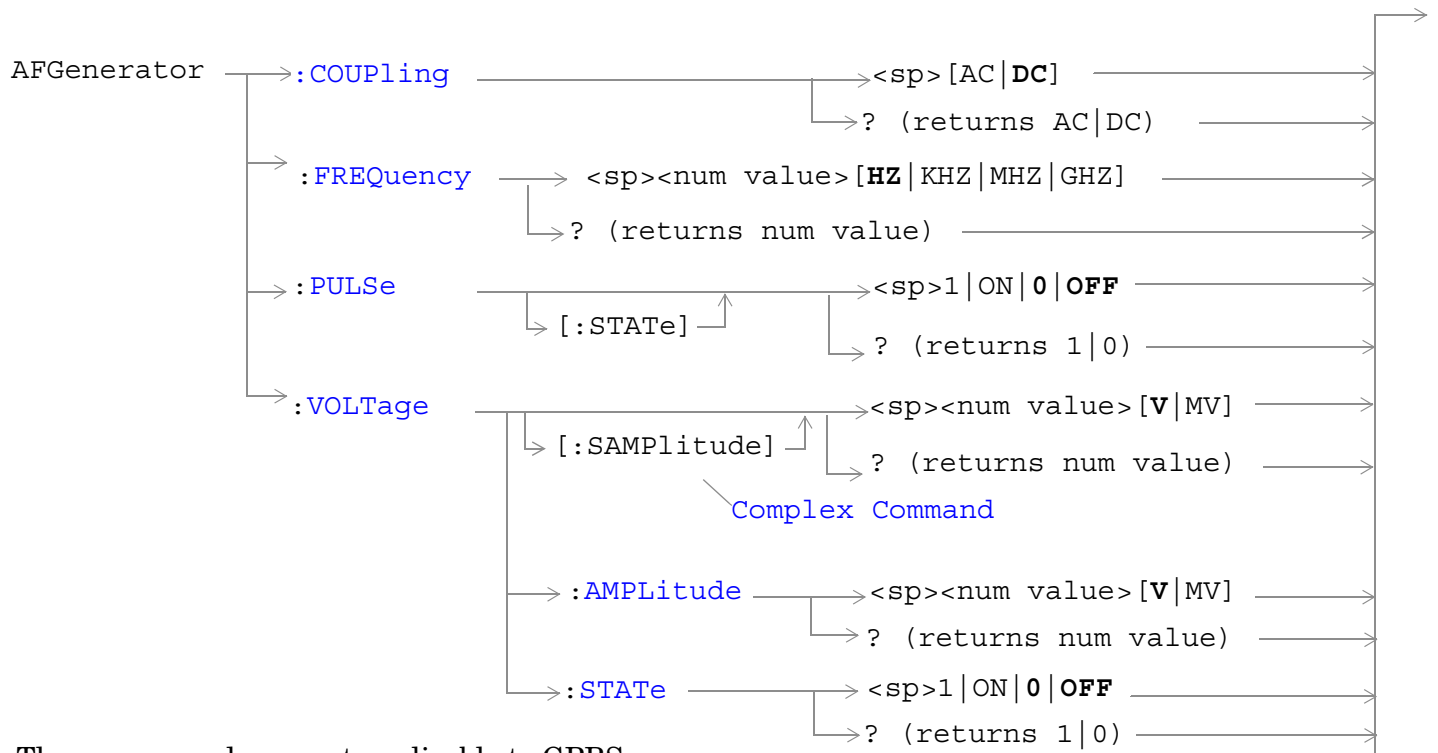 AFGenerator :COUPling <sp>[AC|DC]
? (returns AC|DC)
:FREQuency <sp><num value>[HZ|KHZ|MHZ|GHZ]
? (returns num value)
:PULSe <sp>1|ON|0|OFF
[:STATe]
? (returns 1|0)
:VOLTage <sp><num value>[V|MV]
[:SAMPlitude]
? (returns num value)
Complex Command
:AMPLitude <sp><num value>[V|MV]
? (returns num value)
:STATe <sp>1|ON|0|OFF
? (returns 1|0)